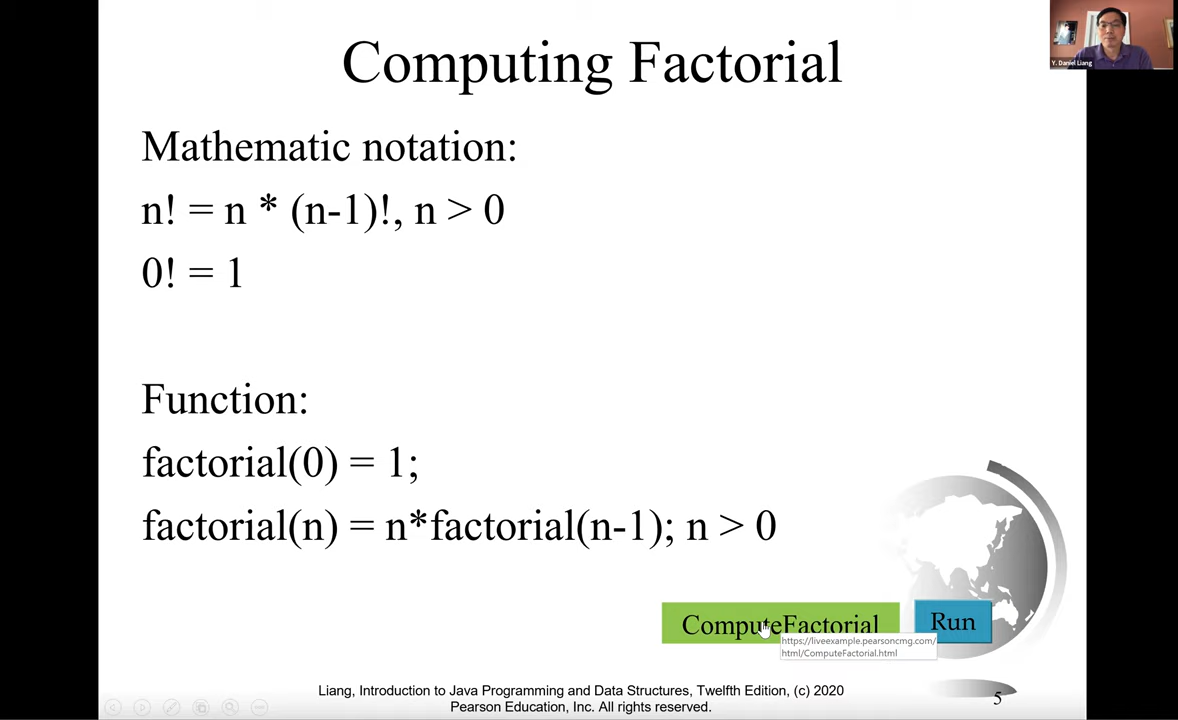 Computing Factorial
Y. Daniel Liang
Mathematic notation:
n! = n * (n-1)!, n > 0
0! = 1
Function:
factorial(0) = 1;
factorial(n) = n*factorial(n-1); n > 0
ComputeFactorial
Run
https://liveexample.pearsoncmg.com/
html/ComputeFactorial.html
Liang, Introduction to Java Programming and Data Structures, Twelfth Edition, (c) 2020
Pearson Education, Inc. All rights reserved.
5